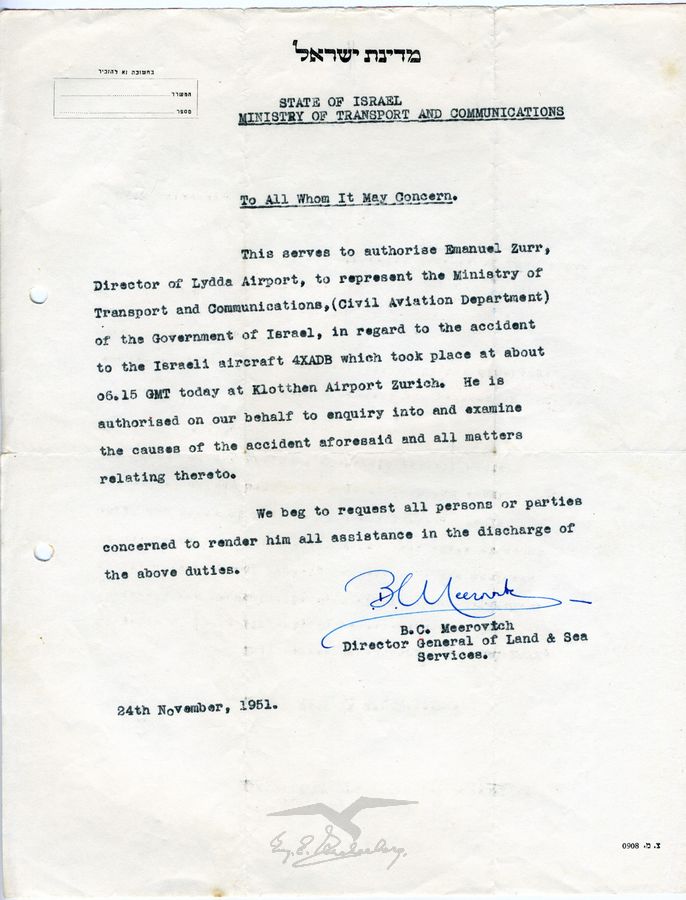 מדינת ישראל
בתשובה נא להזכיר
המשרד
מספר
STATE OF ISRAEL
MINISTRY OF TRANSPORT AND COMMUNICATIONS
To All Whom It May Concern.
This serves to authorise Emanuel Zurr,
Director of Lydda Airport, to represent the Ministry of
Transport and Communications,(Civil Aviation Department)
of the Government of Israel, in regard to the accident
to the Israeli aircraft 4XADB which took place at about
06.15 GMT today at Klotthen Airport Zurich. He is
authorised on our behalf to enquiry into and examine
the causes of the accident aforesaid and all matters
relating thereto.
We beg to request all persons or parties
concerned to render him all assistance in the discharge of
the above duties.
B.C. Meerovitch
B.C. Meerovitch
Director General of Land & Sea
Services.
24th November, 1951.
צ. מ. 0908